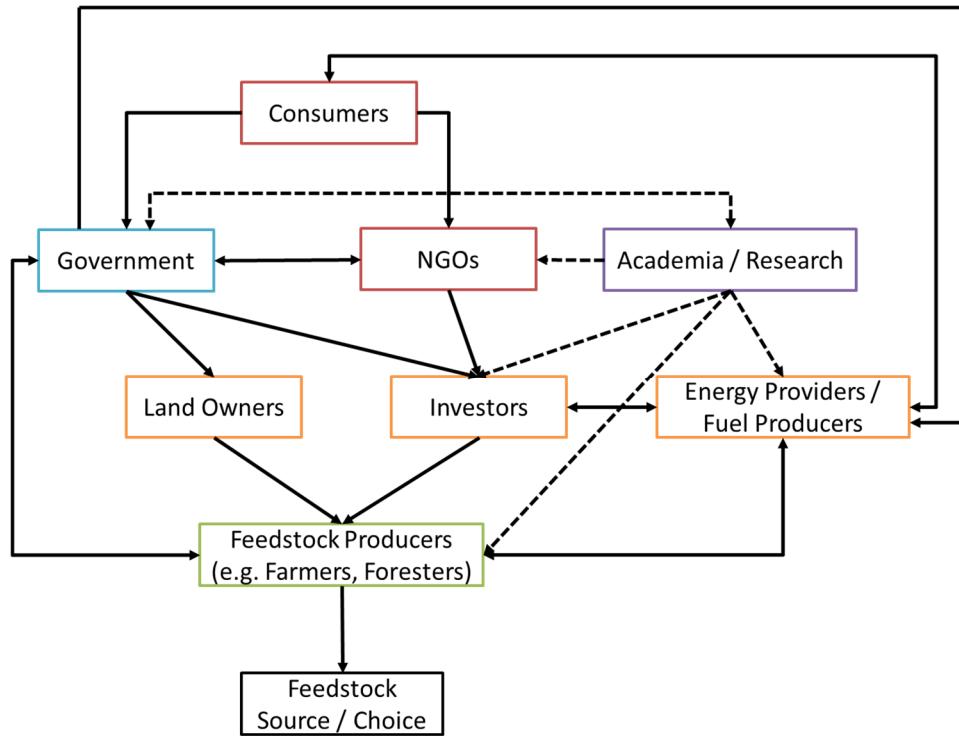 Consumers
Government
NGOs
Academia / Research
Land Owners
Investors
Energy Providers /
Fuel Producers
Feedstock Producers
(e.g. Farmers, Foresters)
Feedstock
Source / Choice